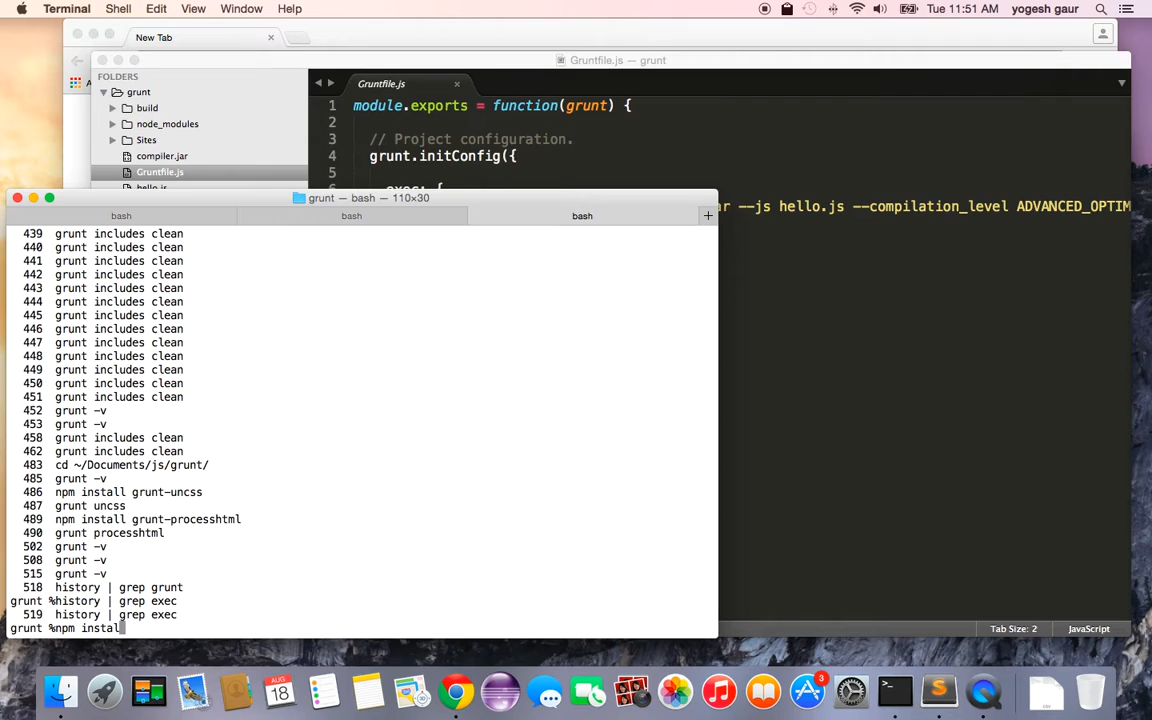 Terminal Shell Edit View Window Help Tue 11:51 AM yogesh gaur
New Tab
Gruntfile.js — grunt
FOLDERS
grunt
build
node_modules
Sites
compiler.jar
Gruntfile.js
hello.js
Gruntfile.js
1 module.exports = function(grunt) {
2
3 // Project configuration.
4 grunt.initConfig({
5
exec: {
ar --js hello.js --compilation_level ADVANCED_OPTIM
grunt — bash — 110×30
bash bash bash
439 grunt includes clean
440 grunt includes clean
441 grunt includes clean
442 grunt includes clean
443 grunt includes clean
444 grunt includes clean
445 grunt includes clean
446 grunt includes clean
447 grunt includes clean
448 grunt includes clean
449 grunt includes clean
450 grunt includes clean
451 grunt includes clean
452 grunt -v
453 grunt -v
458 grunt includes clean
462 grunt includes clean
483 cd ~/Documents/js/grunt/
485 grunt -v
486 npm install grunt-uncss
487 grunt uncss
489 npm install grunt-processhtml
490 grunt processhtml
502 grunt -v
508 grunt -v
515 grunt -v
518 history | grep grunt
grunt %history | grep exec
519 history | grep exec
grunt %npm instal
Tab Size: 2 JavaScript
AUG
18
3